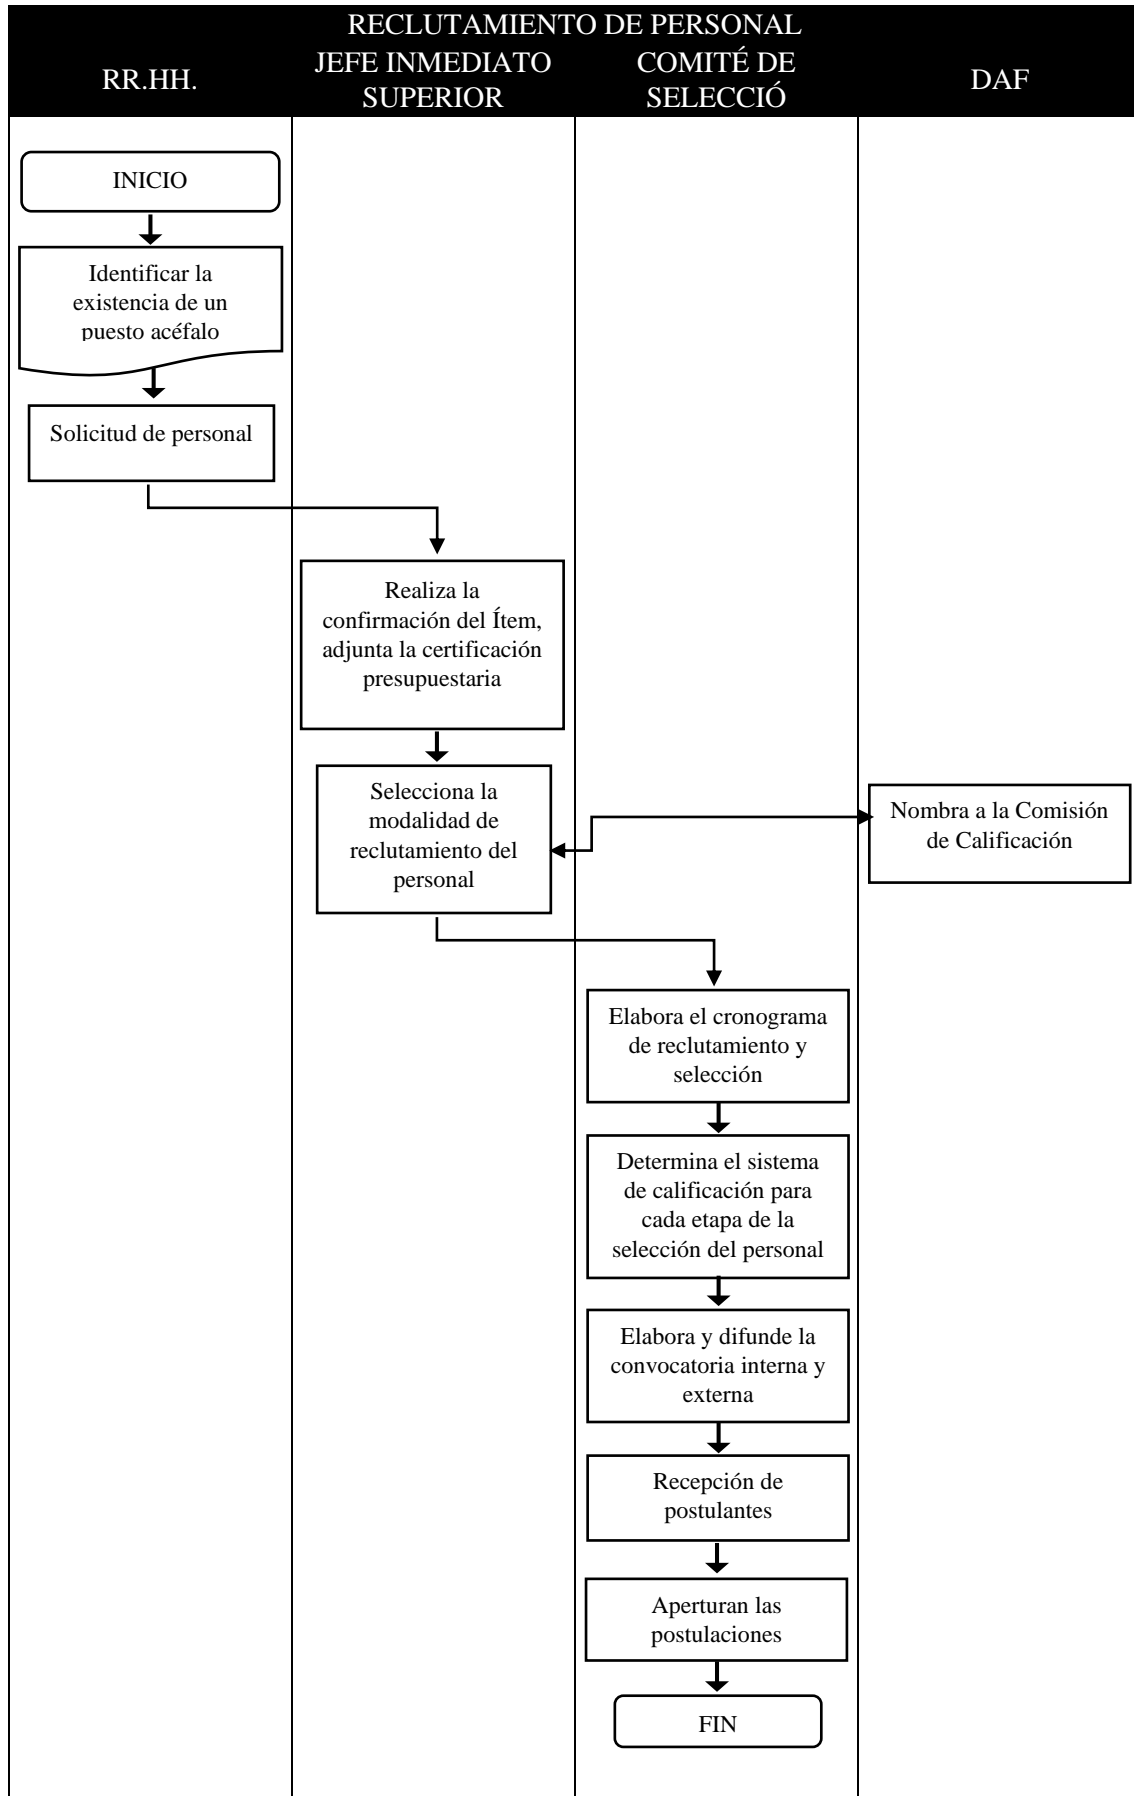 RECLUTAMIENTO DE PERSONAL
RR.HH.
JEFE INMEDIATO
SUPERIOR
COMITÉ DE
SELECCIÓ
DAF
INICIO
Identificar la
existencia de un
puesto acéfalo
Solicitud de personal
Realiza la
confirmación del Ítem,
adjunta la certificación
presupuestaria
Selecciona la
modalidad de
reclutamiento del
personal
Nombra a la Comisión
de Calificación
Elabora el cronograma
de reclutamiento y
selección
Determina el sistema
de calificación para
cada etapa de la
selección del personal
Elabora y difunde la
convocatoria interna y
externa
Recepción de
postulantes
Aperturan las
postulaciones
FIN